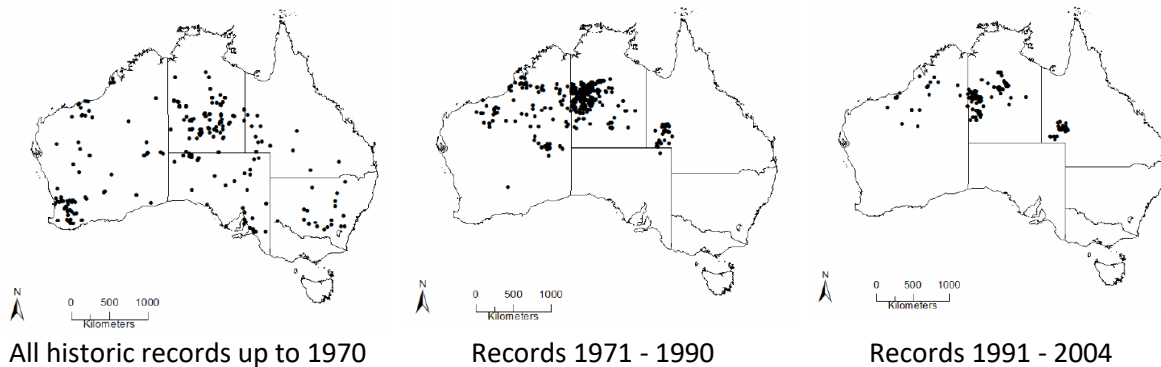 N
0 500 1000
Kilometers
All historic records up to 1970
N
0 500 1000
Kilometers
Records 1971 - 1990
N
0 500 1000
Kilometers
Records 1991 - 2004